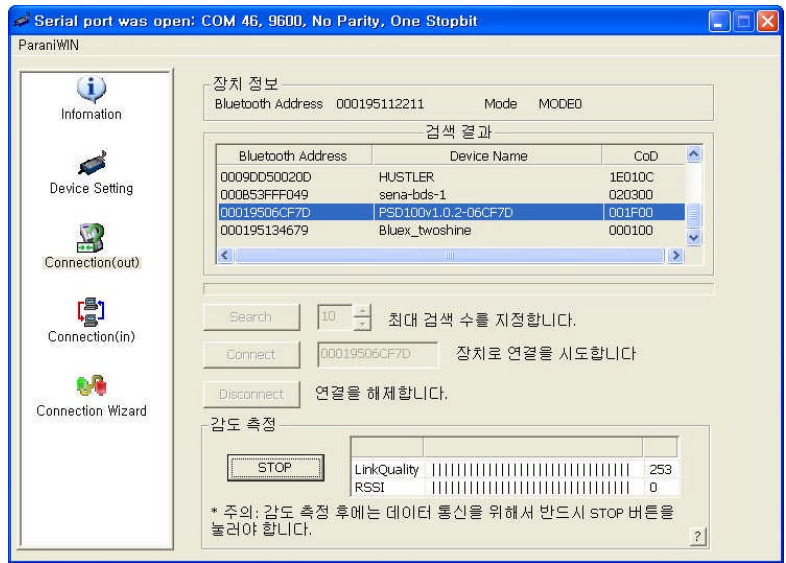 Serial port was open: COM 46, 9600, No Parity, One Stopbit
ParaniWIN
Infomation
Device Setting
Connection(out)
Connection(in)
Connection Wizard
장치 정보
Bluetooth Address 000195112211 Mode MODE0
검색 결과
Bluetooth Address Device Name CoD
0009DD50020D HUSTLER 1E010C
000B53FFF049 sena-bds-1 020300
00019506CF7D PSD100v1.0.2-06CF7D 001F00
000195134679 Bluex_twoshine 000100
Search 10 최대 검색 수를 지정합니다.
Connect 00019506CF7D 장치로 연결을 시도합니다
Disconnect 연결을 해제합니다.
감도 측정
STOP
LinkQuality 253
RSSI 0
* 주의: 감도 측정 후에는 데이터 통신을 위해서 반드시 STOP 버튼을
눌러야 합니다.
?